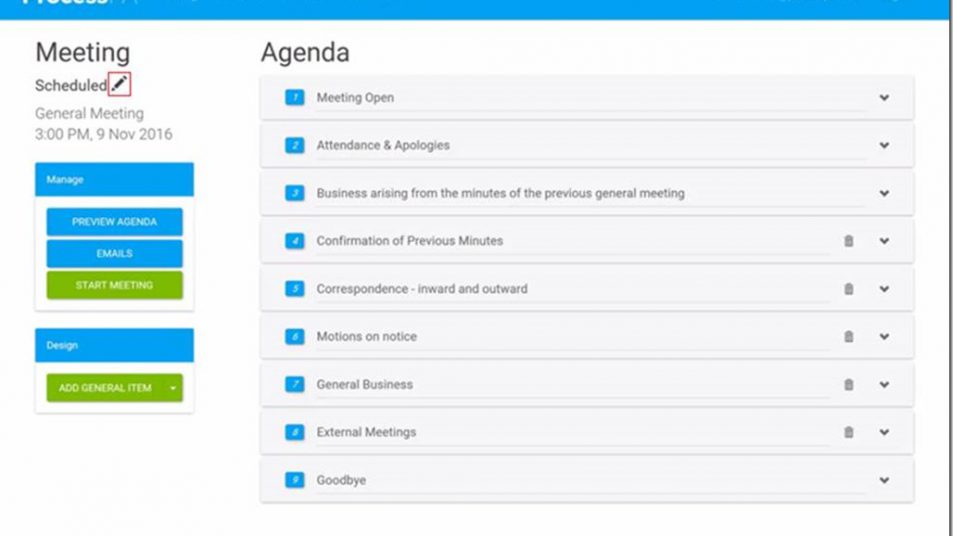 Meeting
Scheduled
General Meeting
3:00 PM, 9 Nov 2016
Manage
PREVIEW AGENDA
EMAILS
START MEETING
Design
ADD GENERAL ITEM
Agenda
1 Meeting Open
2 Attendance & Apologies
3 Business arising from the minutes of the previous general meeting
4 Confirmation of Previous Minutes
5 Correspondence - inward and outward
6 Motions on notice
7 General Business
8 External Meetings
9 Goodbye